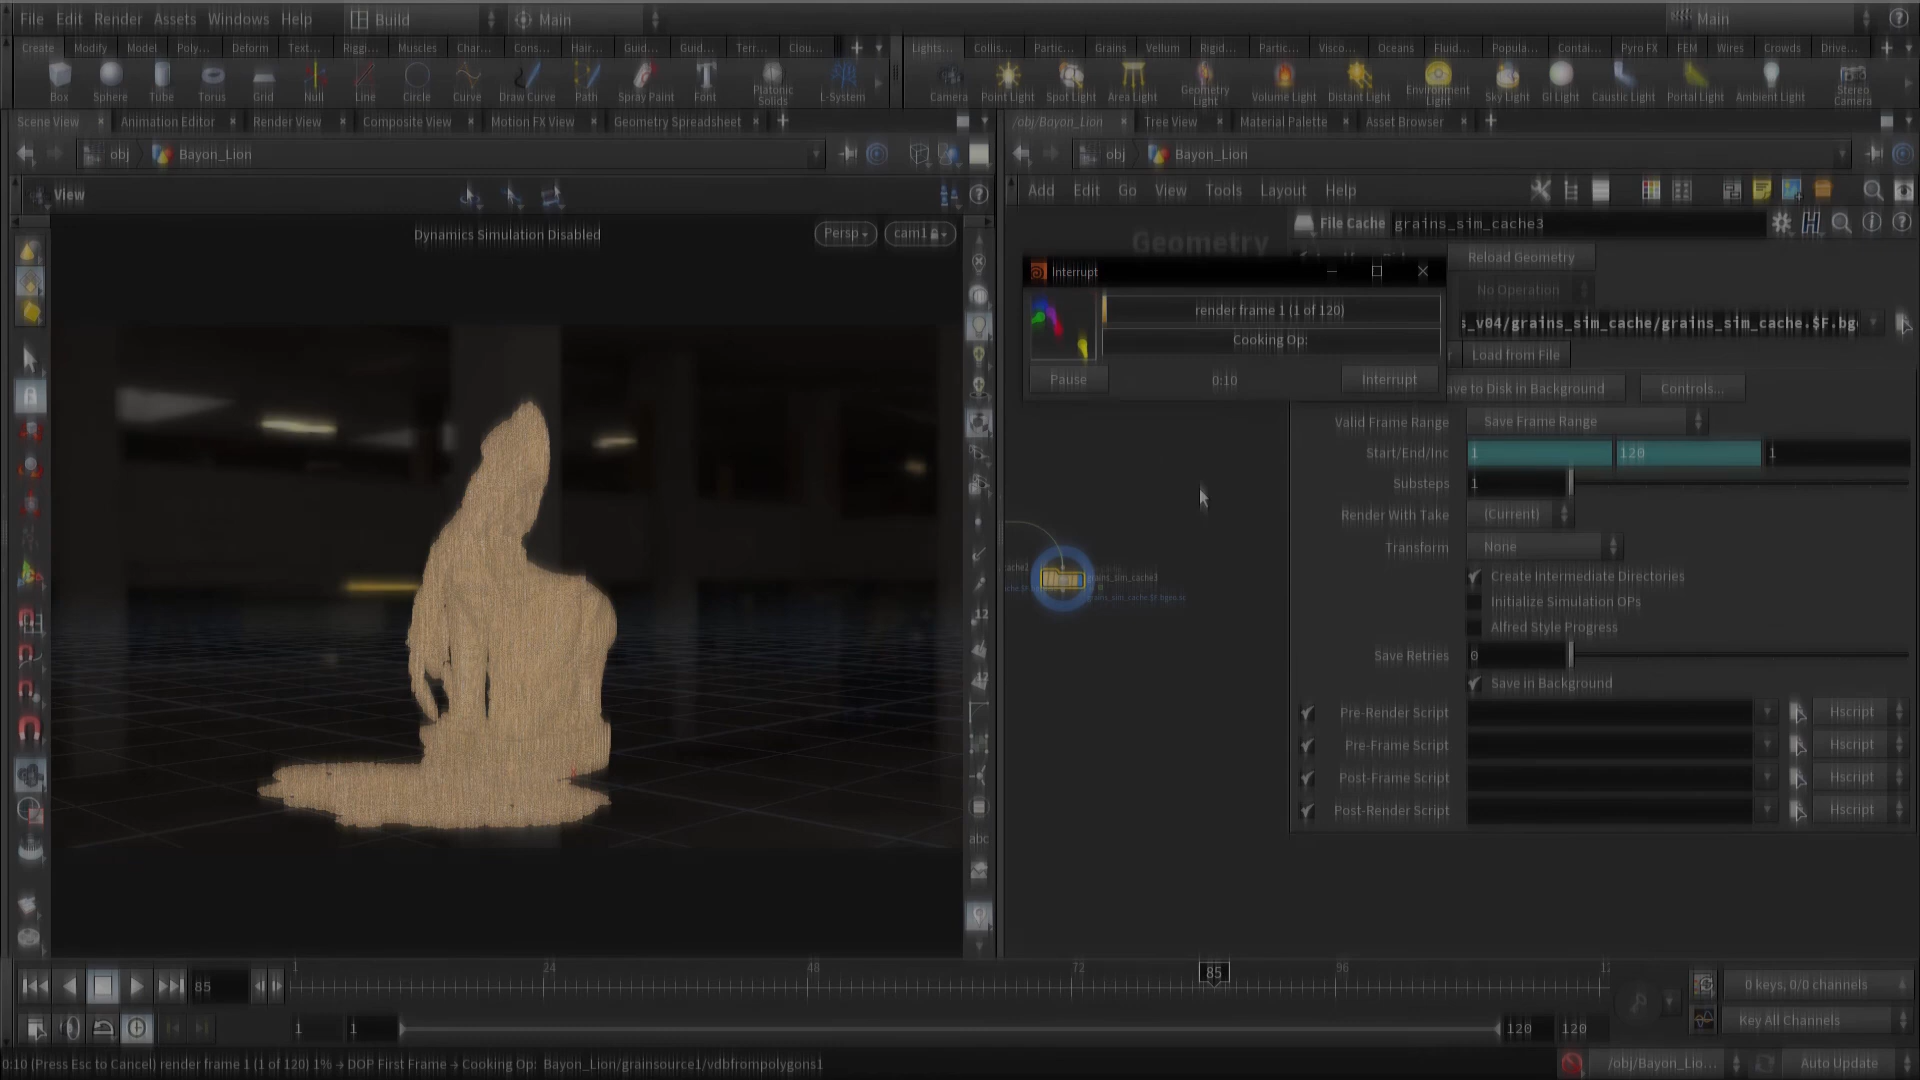 File Edit Render Assets Windows Help Build Main Main
Create Modify Model Poly... Deform Text... Riggi... Muscles Char... Cons... Hair... Guid... Guid... Terr... Clou... Lights... Collis... Partic... Grains Vellum Rigid... Partic... Visco... Oceans Fluid... Popula... Contai... Pyro FX FEM Wires Crowds Drive...
Box Sphere Tube Torus Grid Null Line Circle Curve Draw Curve Path Spray Paint Font Platonic Solids L-System Camera Point Light Spot Light Area Light Geometry Light Volume Light Distant Light Environment Light Sky Light GI Light Caustic Light Portal Light Ambient Light Stereo Camera
Scene View Animation Editor Render View Composite View Motion FX View Geometry Spreadsheet /obj/Bayon_Lion Tree View Material Palette Asset Browser
obj Bayon_Lion obj Bayon_Lion
View Add Edit Go View Tools Layout Help
Dynamics Simulation Disabled Persp cam1
Geometry
File Cache grains_sim_cache3
Reload Geometry
Interrupt
No Operation
render frame 1 (1 of 120)
s_v04/grains_sim_cache/grains_sim_cache.$F.bge
Cooking Op:
r Load from File
Pause 0:10 Interrupt
ve to Disk in Background Controls...
Valid Frame Range Save Frame Range
Start/End/Inc 1 120 1
Substeps 1
Render With Take (Current)
Transform None
Create Intermediate Directories
Initialize Simulation OPs
Alfred Style Progress
grains_sim_cache3
grains_sim_cache.$F.bgeo.sc
Save Retries 0
Save in Background
Pre-Render Script Hscript
Pre-Frame Script Hscript
Post-Frame Script Hscript
Post-Render Script Hscript
abc
1 24 48 72 85 96
85
0 keys, 0/0 channels
1 1 120 120 Key All Channels
0:10 (Press Esc to Cancel) render frame 1 (1 of 120) 1% → DOP First Frame → Cooking Op: Bayon_Lion/grainsource1/vdbfrompolygons1 /obj/Bayon_Lio... Auto Update